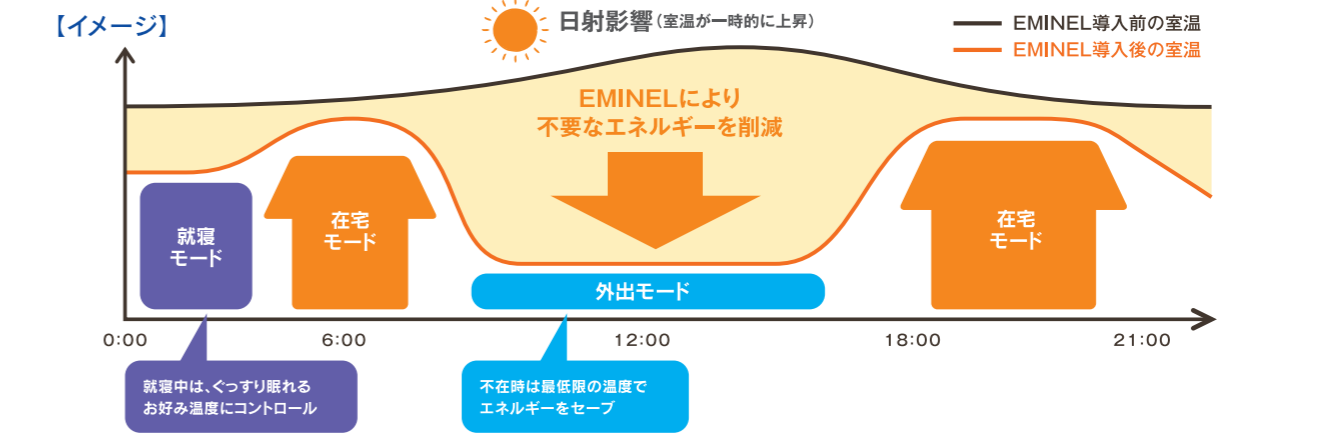 【イメージ】
日射影響（室温が一時的に上昇）
EMINEL導入前の室温
EMINEL導入後の室温
EMINELにより
不要なエネルギーを削減
就寝
モード
在宅
モード
外出モード
在宅
モード
0:00
6:00
12:00
18:00
21:00
就寝中は、ぐっすり眠れる
お好み温度にコントロール
不在時は最低限の温度で
エネルギーをセーブ